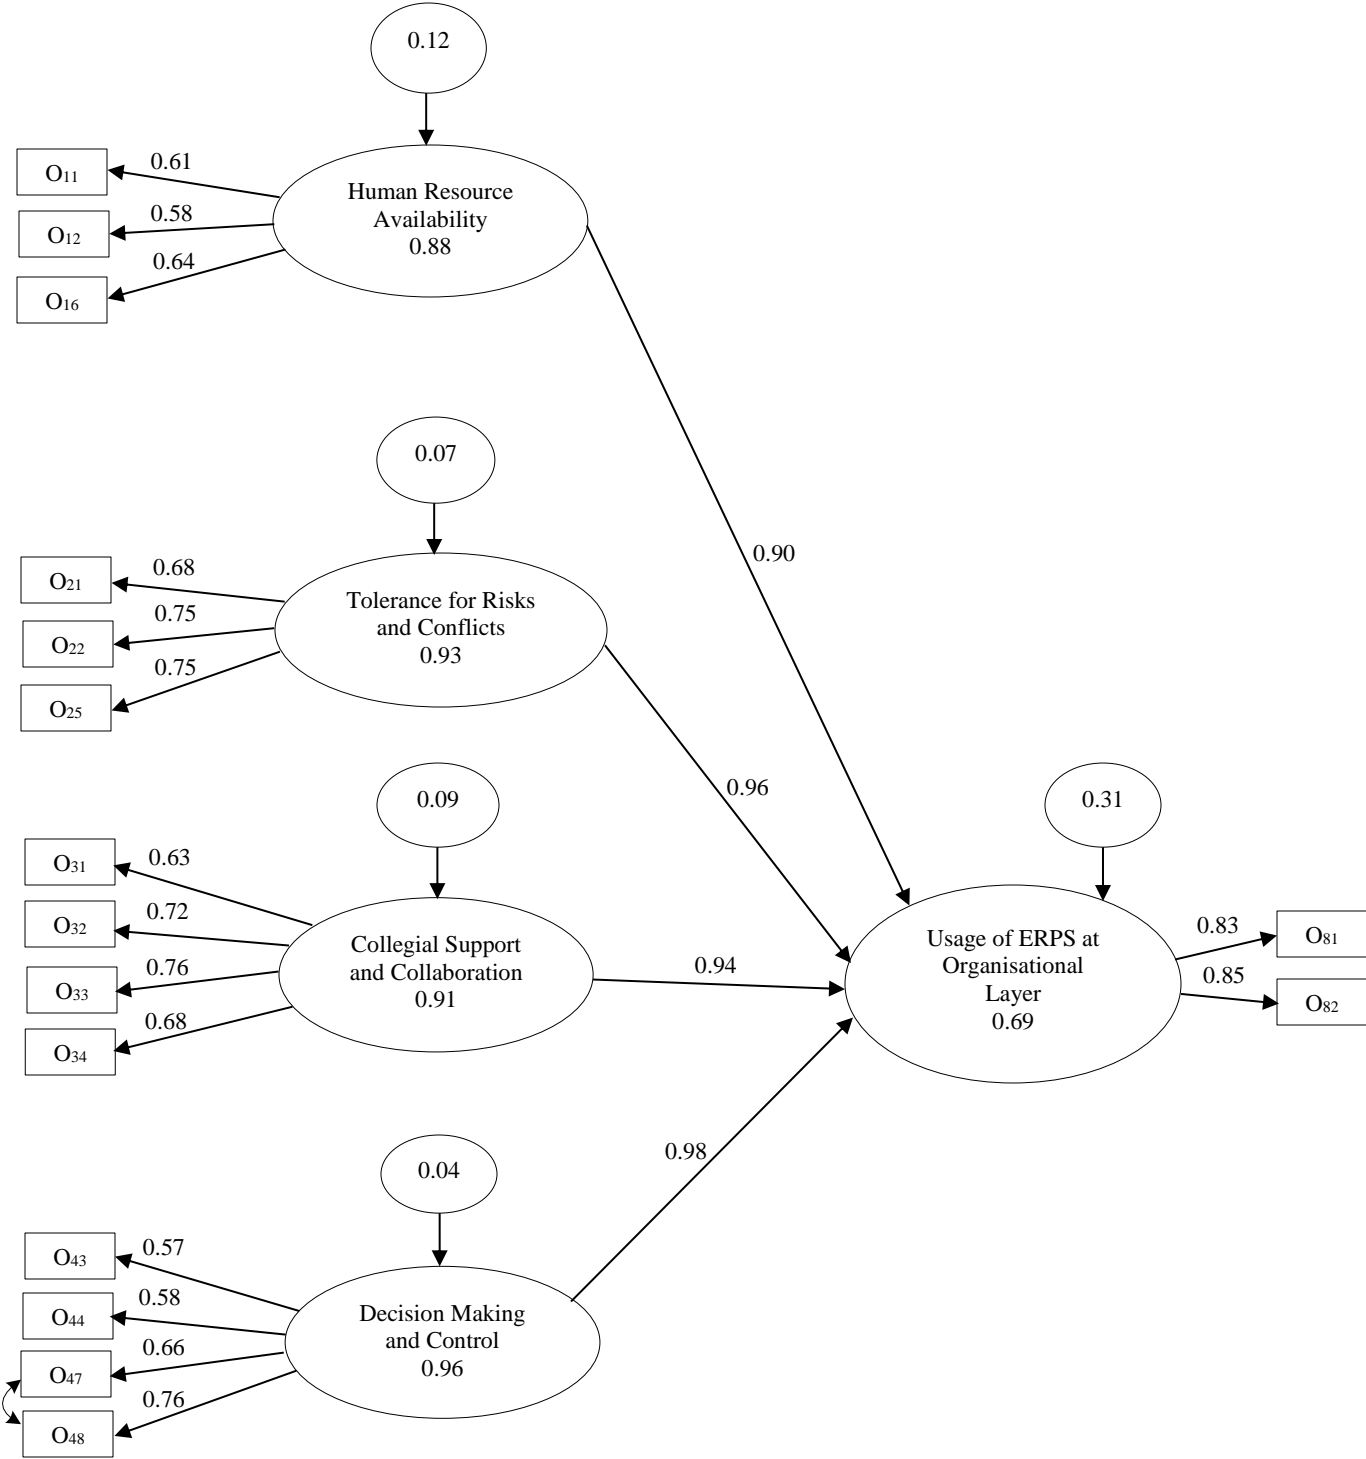 0.12
O11
0.61
O12
0.58
O16
0.64
Human Resource
Availability
0.88
0.90
0.07
O21
0.68
O22
0.75
O25
0.75
Tolerance for Risks
and Conflicts
0.93
0.96
0.09
O31
0.63
O32
0.72
O33
0.76
O34
0.68
Collegial Support
and Collaboration
0.91
0.94
0.04
O43
0.57
O44
0.58
O47
0.66
O48
0.76
Decision Making
and Control
0.96
0.98
0.31
Usage of ERPS at
Organisational
Layer
0.69
0.83
O81
0.85
O82